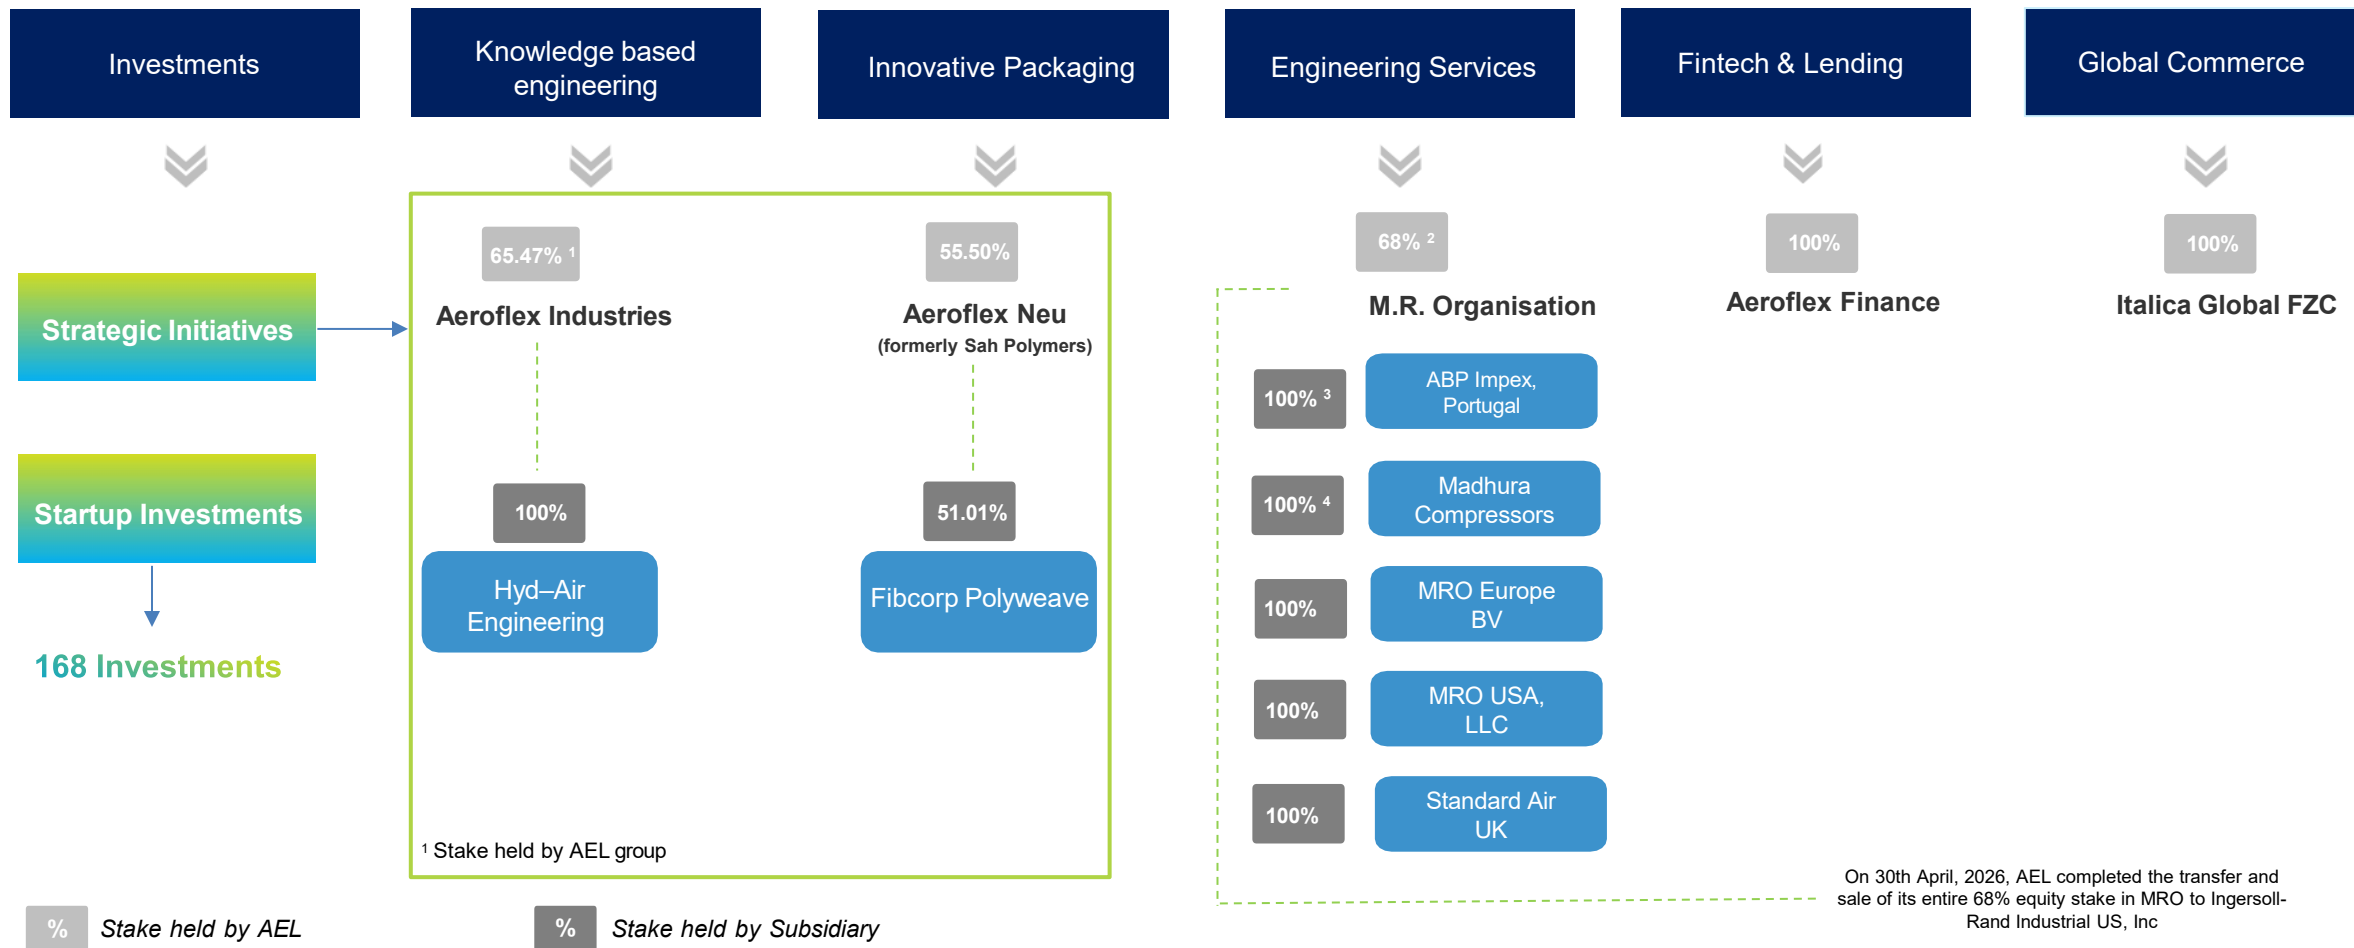 Investments
Knowledge based
engineering
Innovative Packaging
Engineering Services
Fintech & Lending
Global Commerce
65.47% ¹
55.50%
68% ²
100%
100%
Strategic Initiatives
Aeroflex Industries
Aeroflex Neu
(formerly Sah Polymers)
M.R. Organisation
Aeroflex Finance
Italica Global FZC
100% ³
ABP Impex,
Portugal
Startup Investments
100%
51.01%
100% ⁴
Madhura
Compressors
Hyd–Air
Engineering
Fibcorp Polyweave
100%
MRO Europe
BV
168 Investments
100%
MRO USA,
LLC
100%
Standard Air
UK
¹ Stake held by AEL group
On 30th April, 2026, AEL completed the transfer and
sale of its entire 68% equity stake in MRO to Ingersoll-
Rand Industrial US, Inc
% Stake held by AEL
% Stake held by Subsidiary